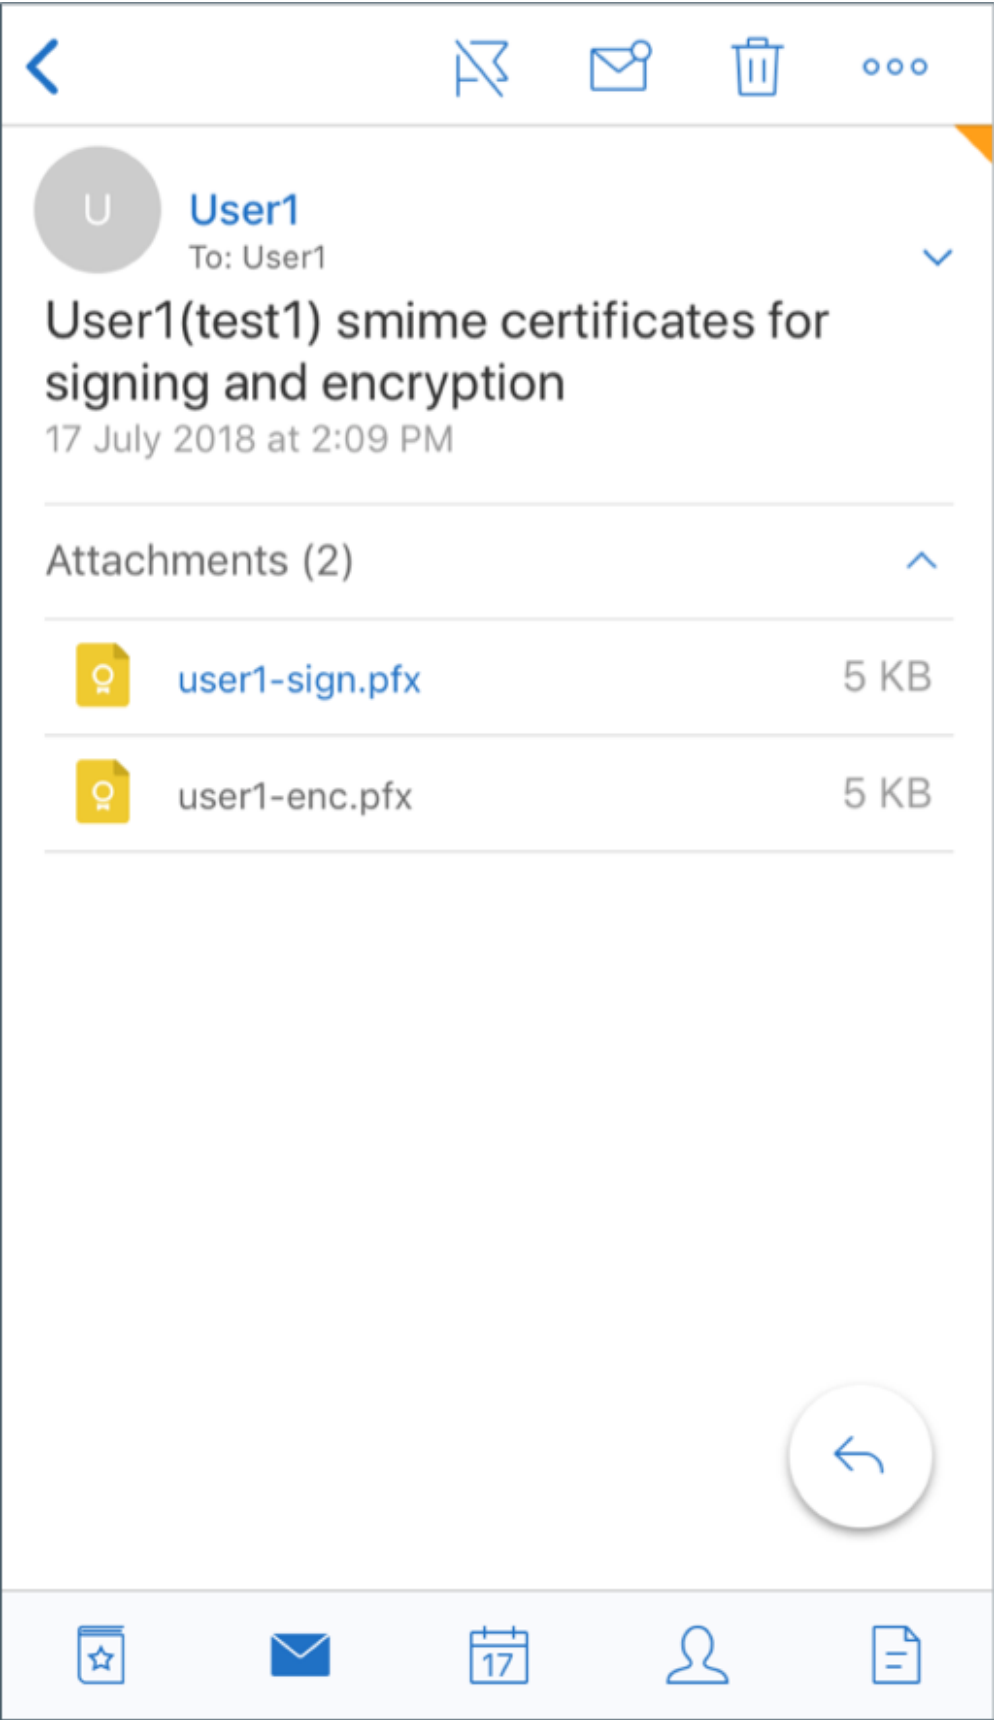 U
User1
To: User1
User1(test1) smime certificates for
signing and encryption
17 July 2018 at 2:09 PM
Attachments (2)
user1-sign.pfx 5 KB
user1-enc.pfx 5 KB
17